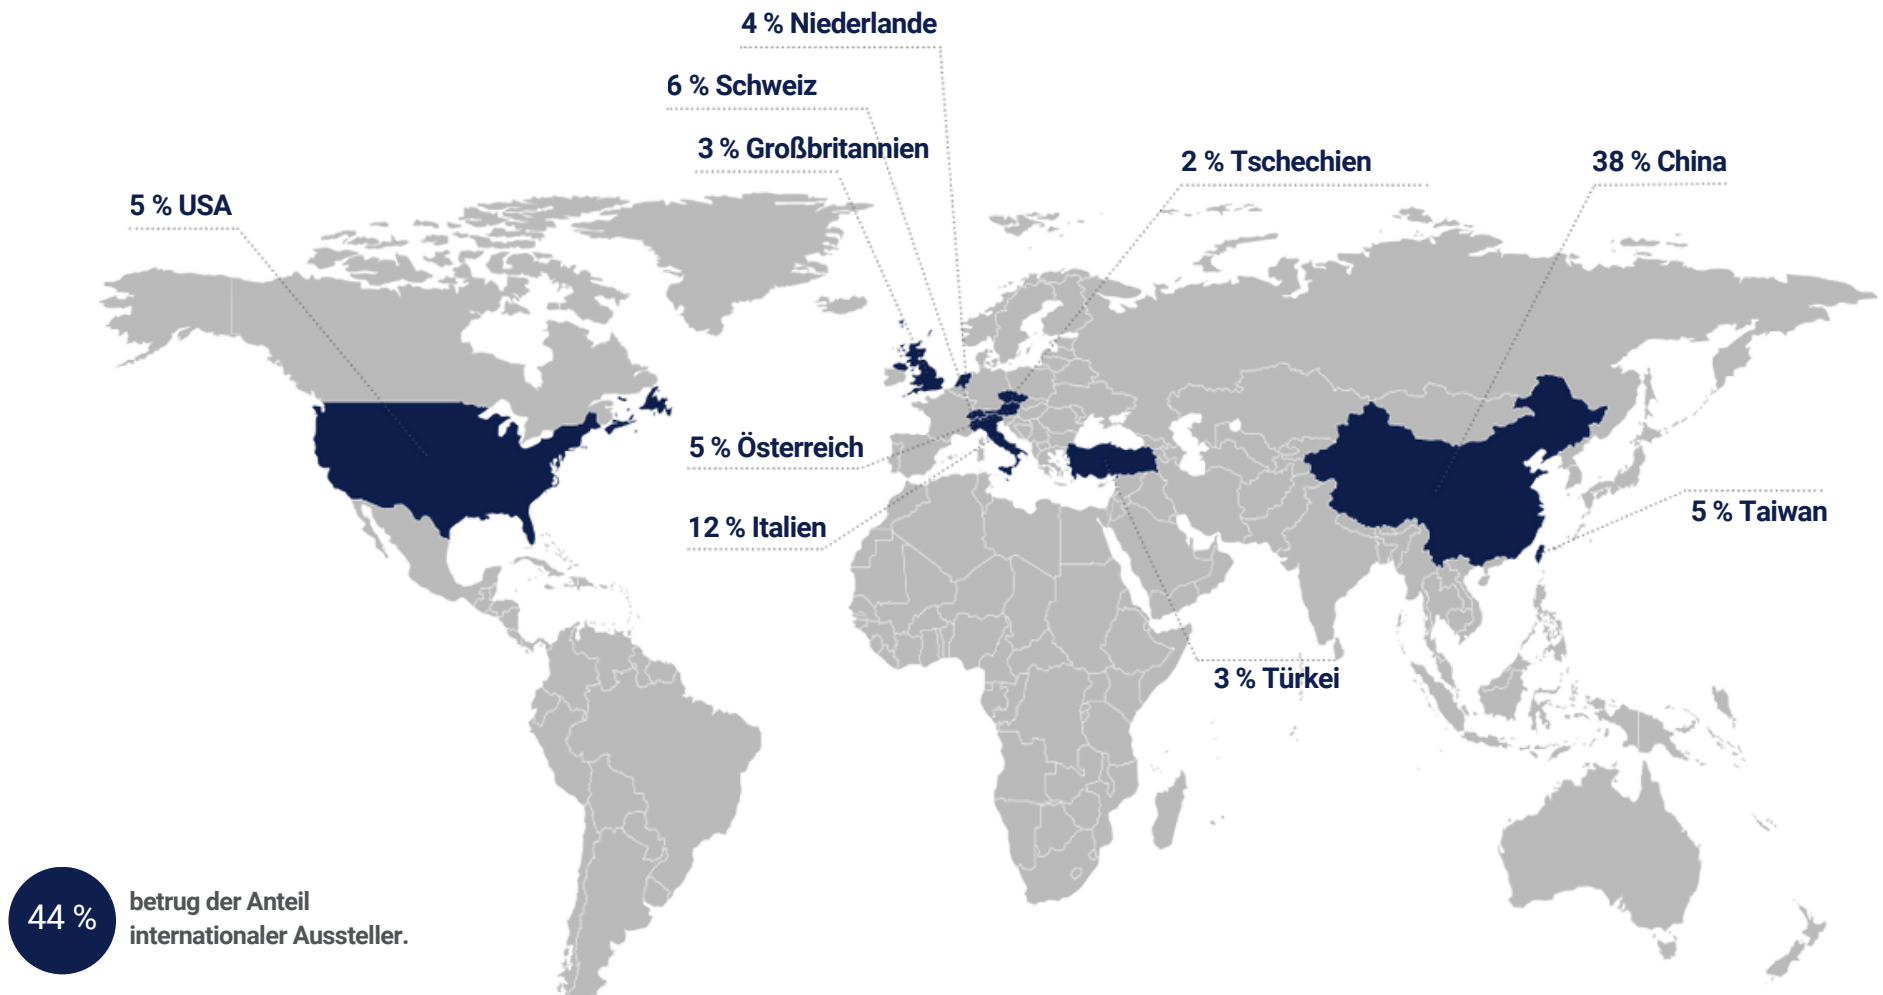 4 % Niederlande
6 % Schweiz
3 % Großbritannien
2 % Tschechien
38 % China
5 % USA
5 % Österreich
12 % Italien
5 % Taiwan
3 % Türkei
44 %
betrug der Anteil
internationaler Aussteller.